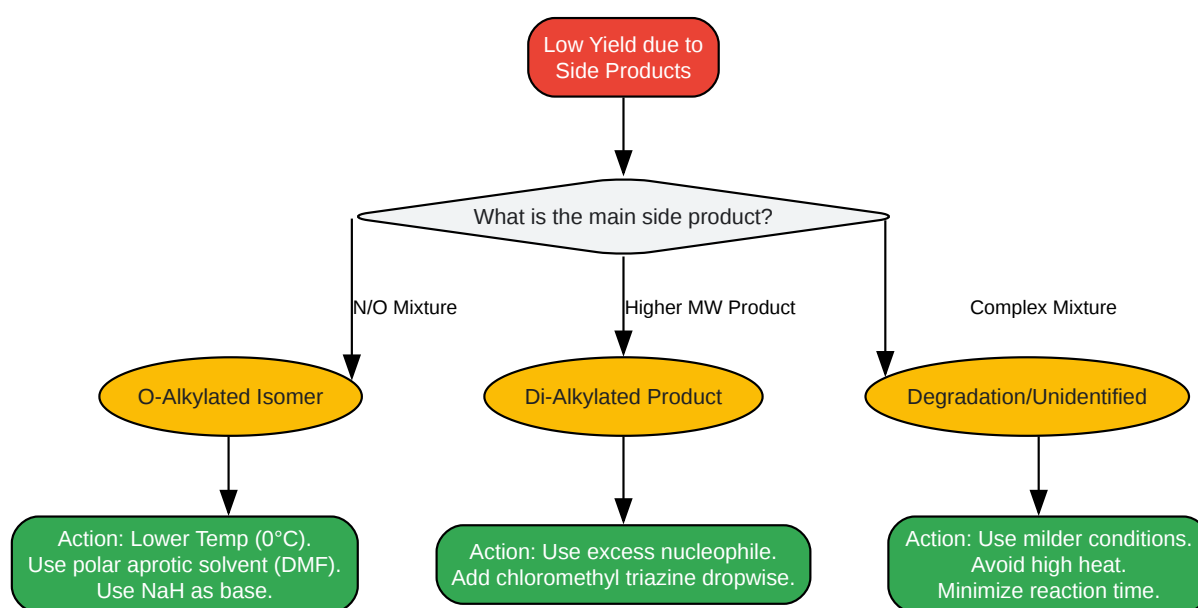 Low Yield due to
Side Products
What is the main side product?
N/O Mixture
Higher MW Product
Complex Mixture
O-Alkylated Isomer
Di-Alkylated Product
Degradation/Unidentified
Action: Lower Temp (0°C).
Use polar aprotic solvent (DMF).
Use NaH as base.
Action: Use excess nucleophile.
Add chloromethyl triazine dropwise.
Action: Use milder conditions.
Avoid high heat.
Minimize reaction time.